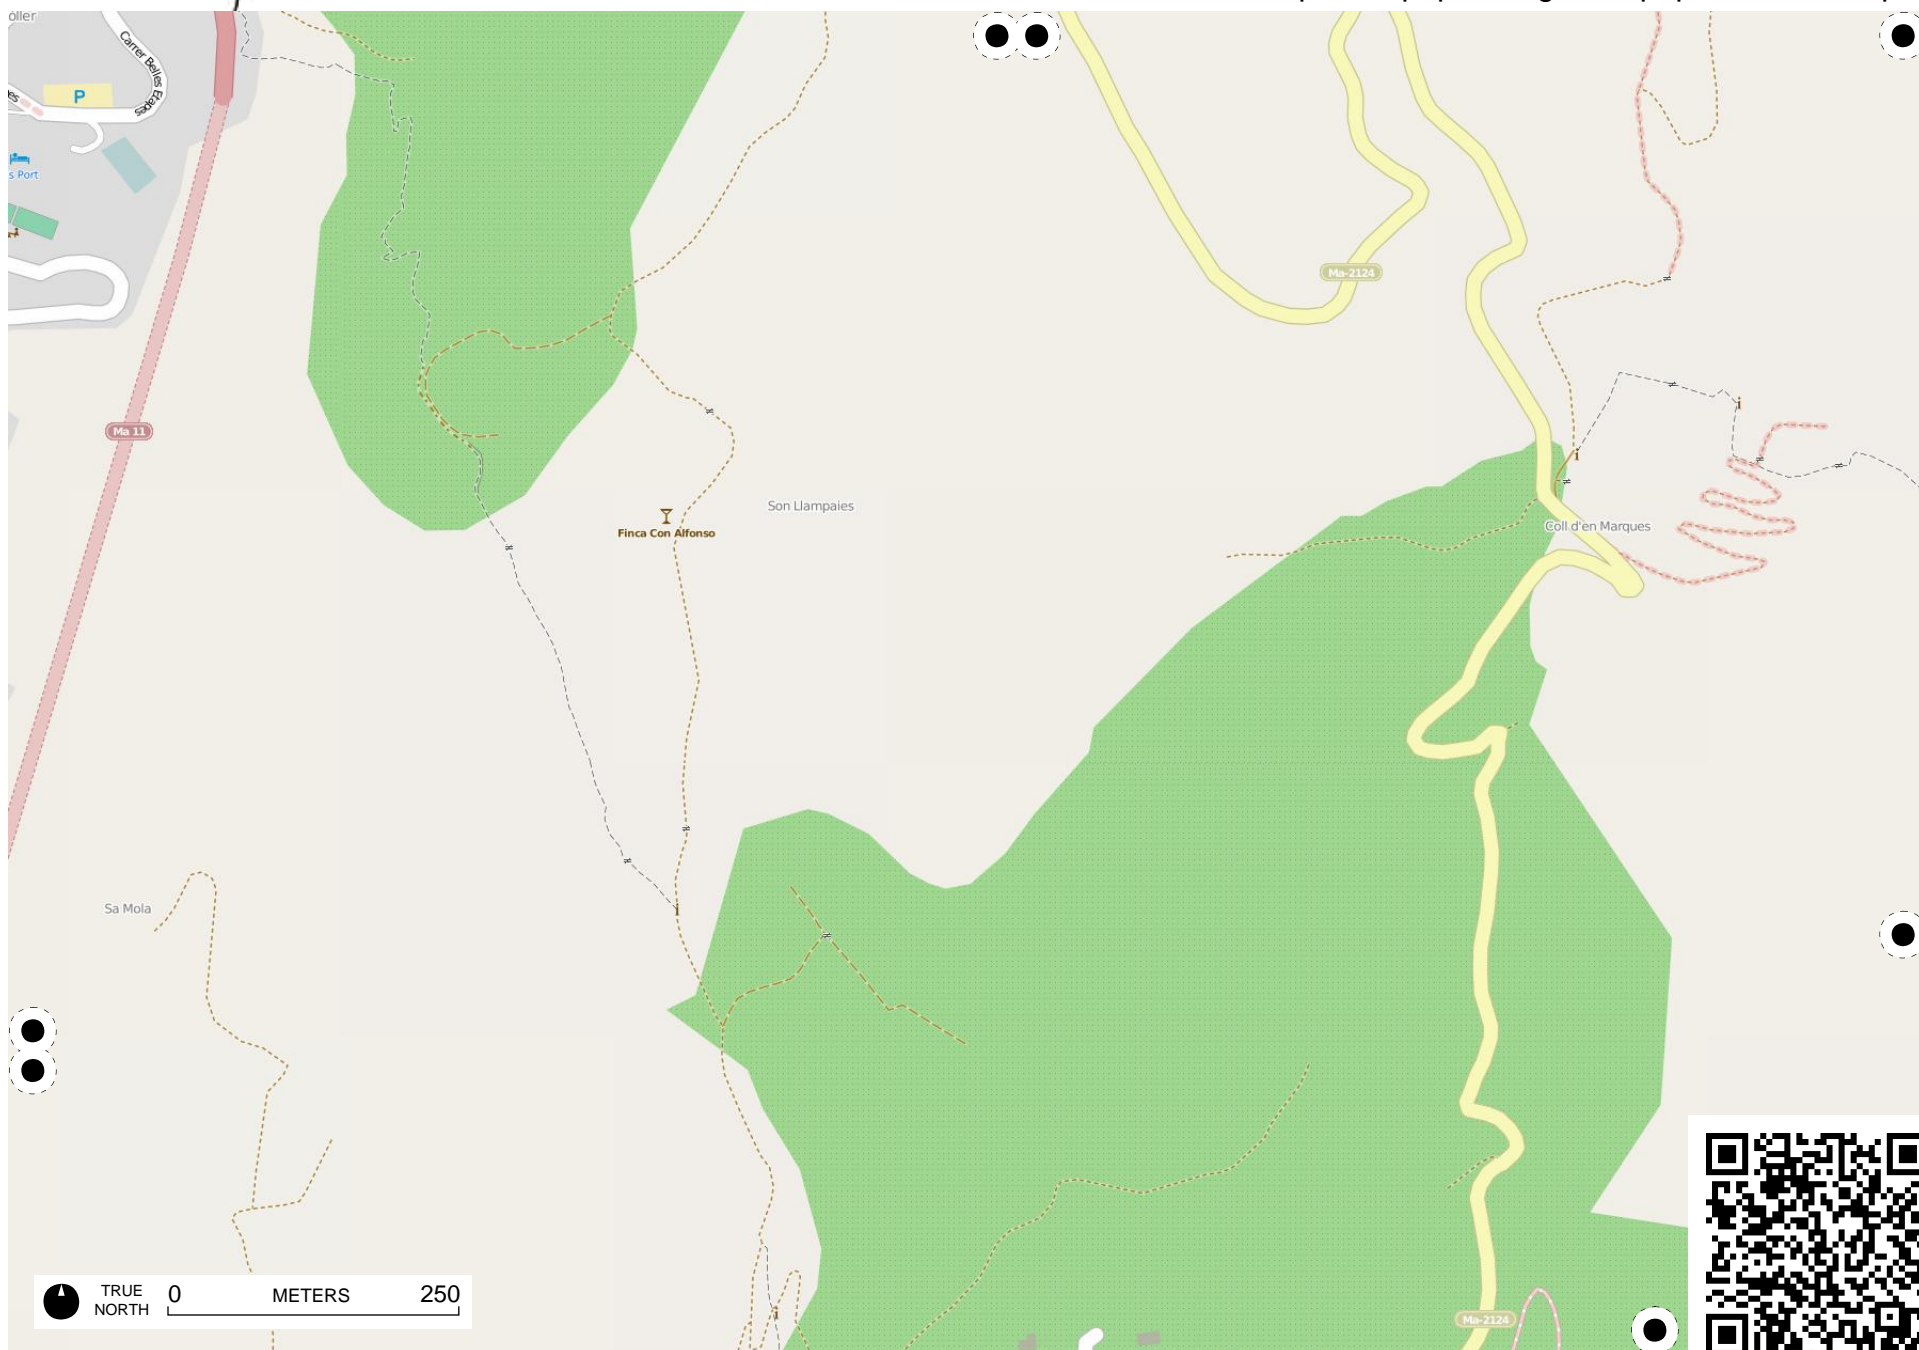 Carrer Belles Etapes
P
s Port
Ma-2124
Ma 11
Son Llampaies
Finca Con Alfonso
Coll d'en Marques
Sa Mola
TRUE
NORTH
0 METERS 250
Ma-2124